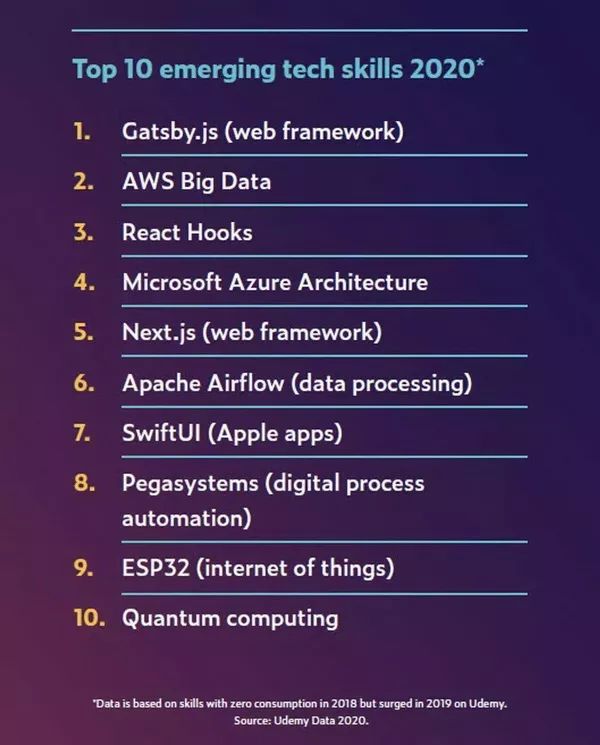 Top 10 emerging tech skills 2020*
1. Gatsby.js (web framework)
2. AWS Big Data
3. React Hooks
4. Microsoft Azure Architecture
5. Next.js (web framework)
6. Apache Airflow (data processing)
7. SwiftUI (Apple apps)
8. Pegasystems (digital process
automation)
9. ESP32 (internet of things)
10. Quantum computing
*Data is based on skills with zero consumption in 2018 but surged in 2019 on Udemy.
Source: Udemy Data 2020.